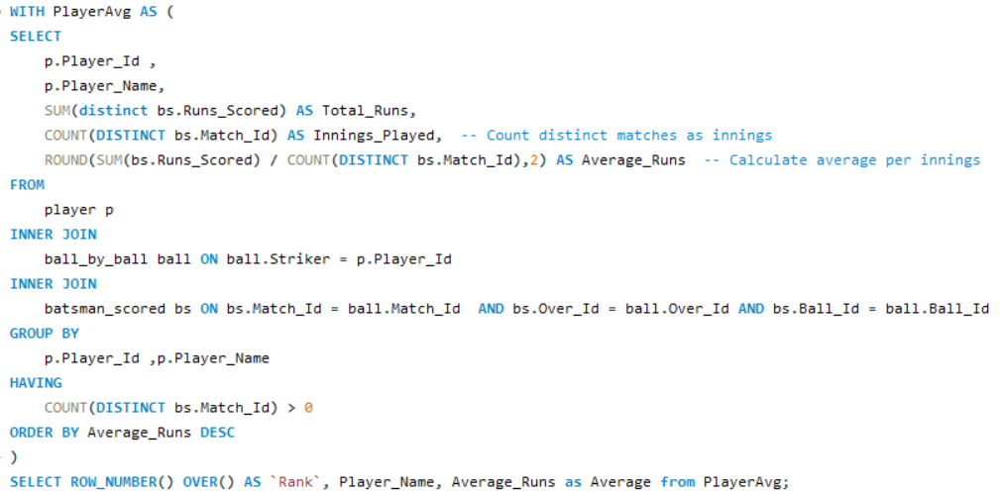 WITH PlayerAvg AS (
SELECT
    p.Player_Id ,
    p.Player_Name,
    SUM(distinct bs.Runs_Scored) AS Total_Runs,
    COUNT(DISTINCT bs.Match_Id) AS Innings_Played,  -- Count distinct matches as innings
    ROUND(SUM(bs.Runs_Scored) / COUNT(DISTINCT bs.Match_Id),2) AS Average_Runs  -- Calculate average per innings
FROM
    player p
INNER JOIN
    ball_by_ball ball ON ball.Striker = p.Player_Id
INNER JOIN
    batsman_scored bs ON bs.Match_Id = ball.Match_Id  AND bs.Over_Id = ball.Over_Id AND bs.Ball_Id = ball.Ball_Id
GROUP BY
    p.Player_Id ,p.Player_Name
HAVING
    COUNT(DISTINCT bs.Match_Id) > 0
ORDER BY Average_Runs DESC
)
SELECT ROW_NUMBER() OVER() AS `Rank`, Player_Name, Average_Runs as Average from PlayerAvg;